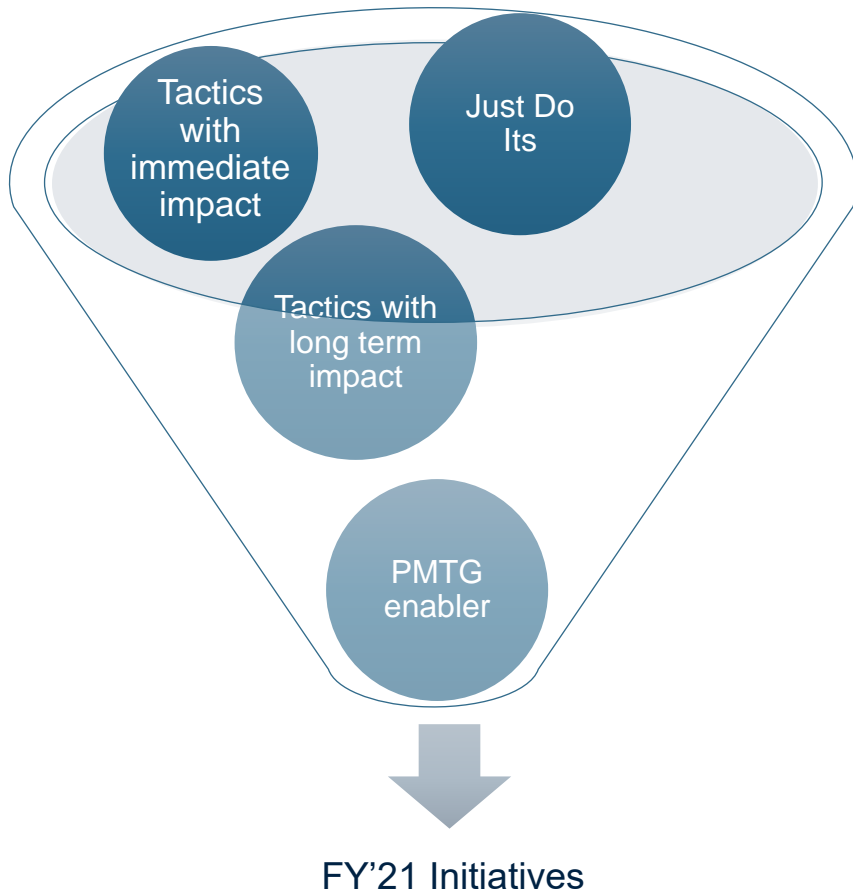 Tactics
with
immediate
impact
Just Do
Its
Tactics with
long term
impact
PMTG
enabler
FY’21 Initiatives